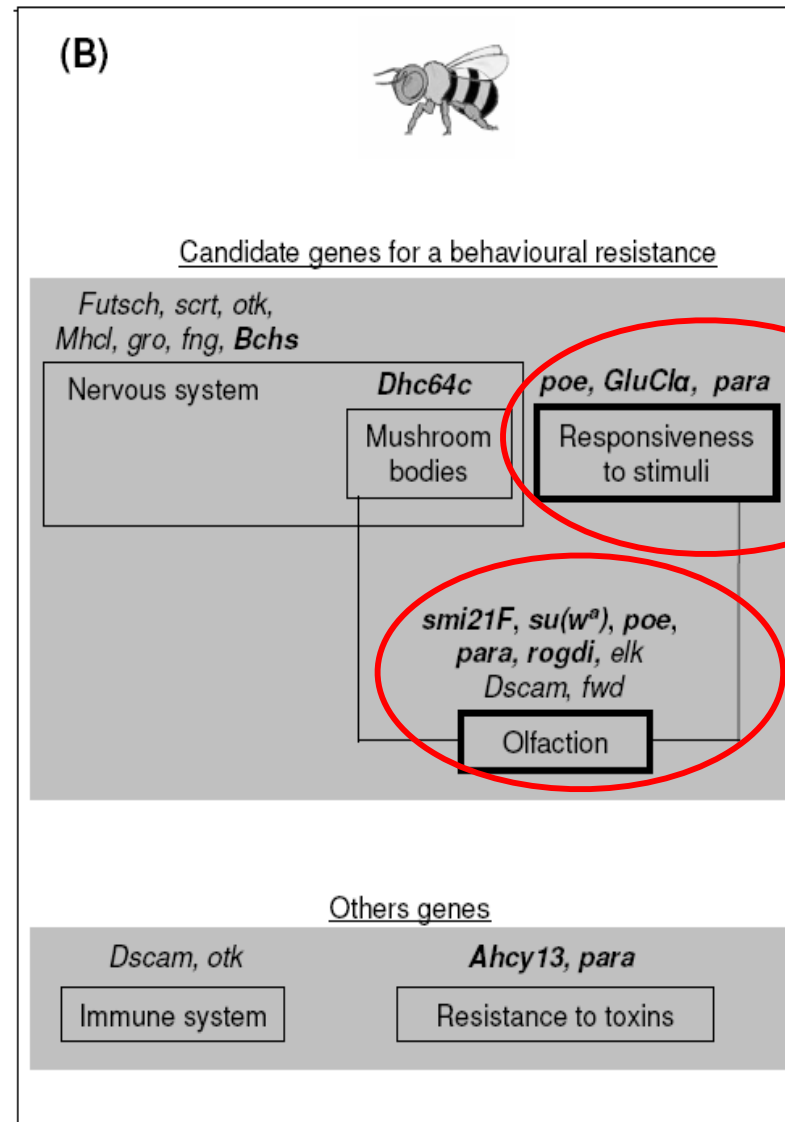 (B)
Candidate genes for a behavioural resistance
Futsch, scrt, otk,
Mhcl, gro, fng, Bchs
Nervous system
Dhc64c
Mushroom
bodies
poe, GluClα, para
Responsiveness
to stimuli
smi21F, su(wᵃ), poe,
para, rogdi, elk
Dscam, fwd
Olfaction
Others genes
Dscam, otk
Immune system
Ahcy13, para
Resistance to toxins